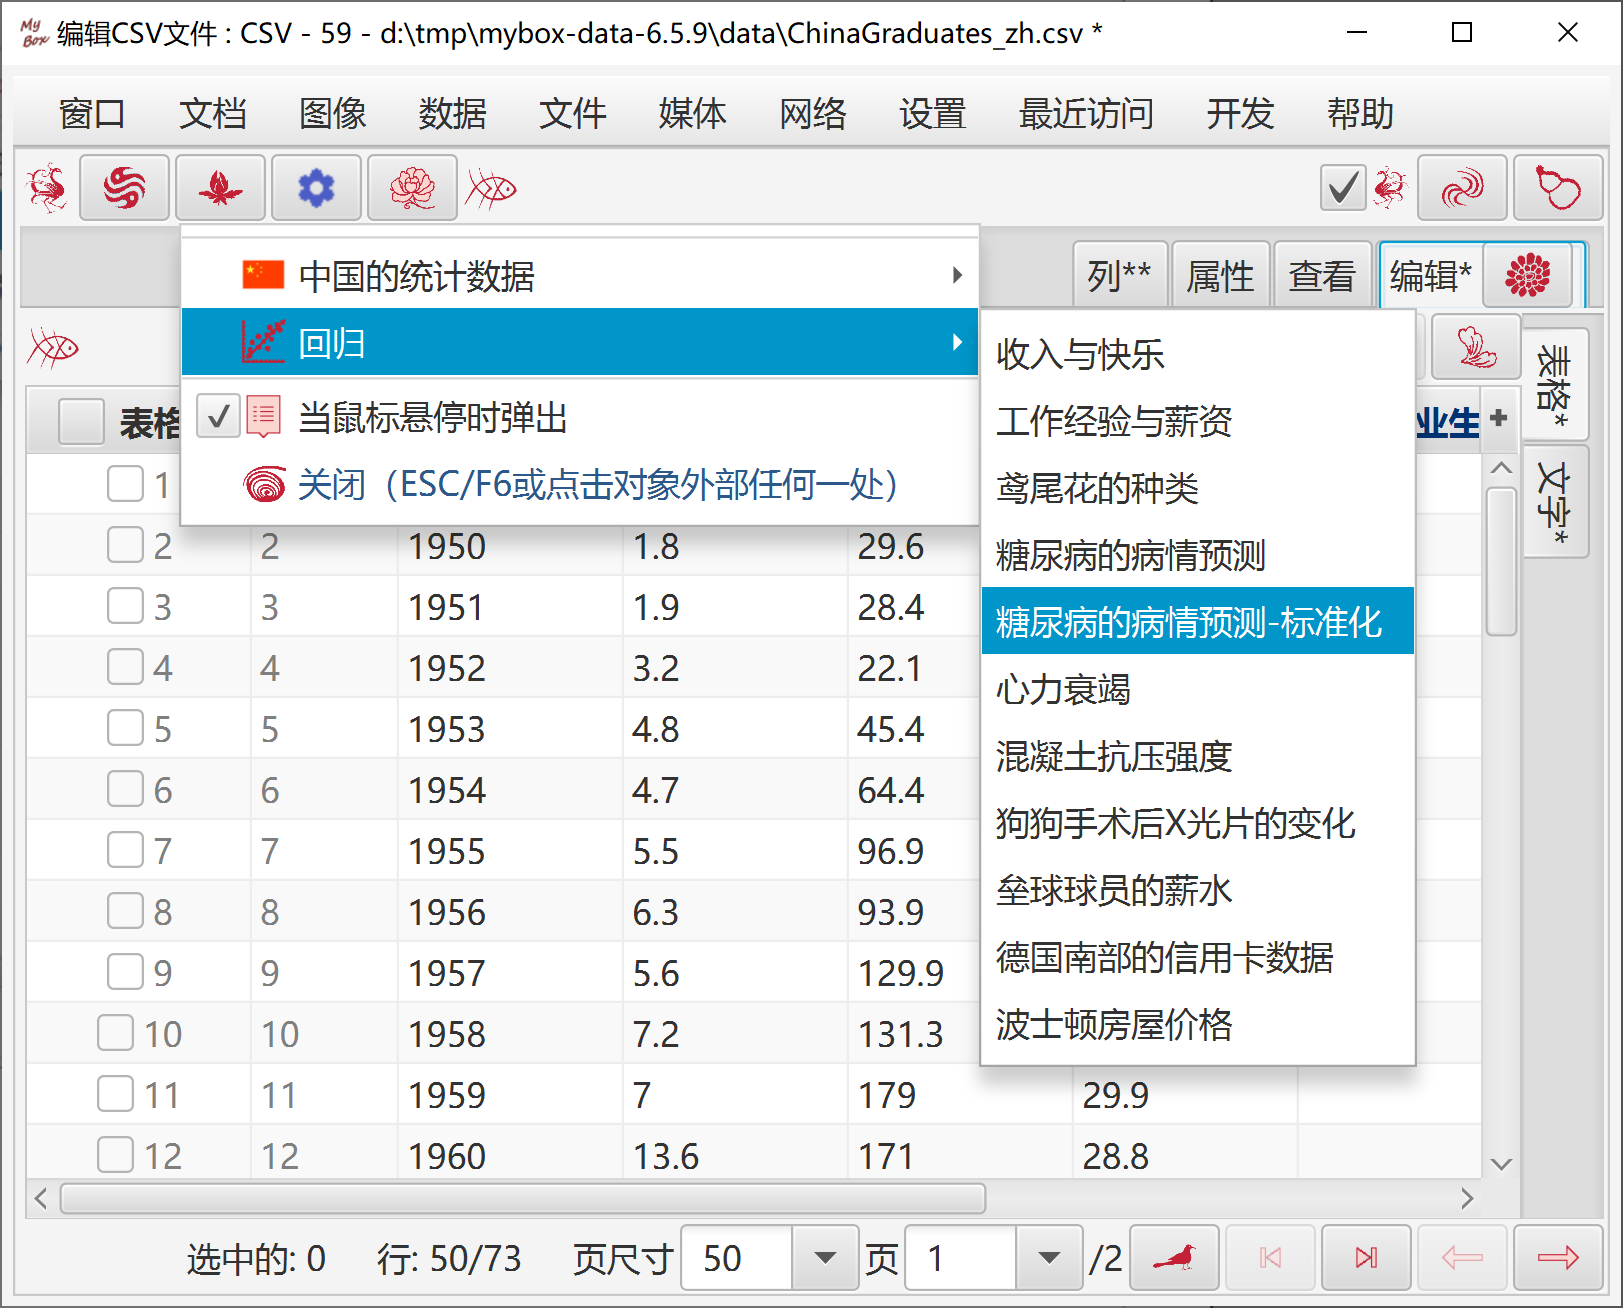 My Box 编辑CSV文件 : CSV - 59 - d:\tmp\mybox-data-6.5.9\data\ChinaGraduates_zh.csv *
窗口 文档 图像 数据 文件 媒体 网络 设置 最近访问 开发 帮助
中国的统计数据
回归
当鼠标悬停时弹出
关闭（ESC/F6或点击对象外部任何一处）
列** 属性 查看 编辑*
收入与快乐
工作经验与薪资
鸢尾花的种类
糖尿病的病情预测
糖尿病的病情预测-标准化
心力衰竭
混凝土抗压强度
狗狗手术后X光片的变化
垒球球员的薪水
德国南部的信用卡数据
波士顿房屋价格
表格*
文字*
表格 业生 +
1
2 2 1950 1.8 29.6
3 3 1951 1.9 28.4
4 4 1952 3.2 22.1
5 5 1953 4.8 45.4
6 6 1954 4.7 64.4
7 7 1955 5.5 96.9
8 8 1956 6.3 93.9
9 9 1957 5.6 129.9
10 10 1958 7.2 131.3
11 11 1959 7 179 29.9
12 12 1960 13.6 171 28.8
选中的: 0 行: 50/73 页尺寸 50 页 1 /2